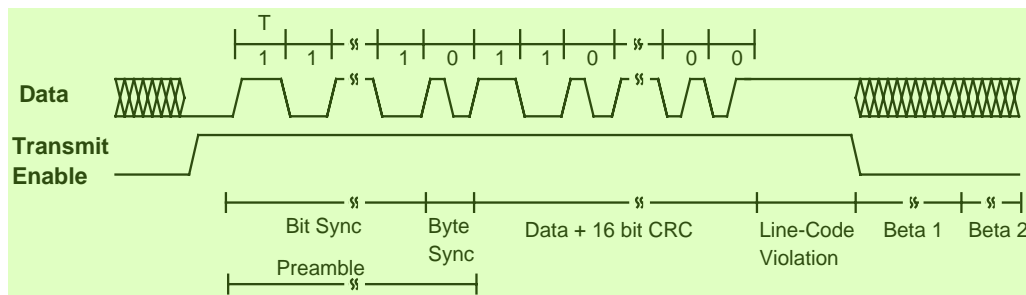 T
1 1 1 0 1 1 0 0 0
Data
Transmit
Enable
Bit Sync
Byte
Sync
Data + 16 bit CRC
Line-Code
Violation
Beta 1
Beta 2
Preamble